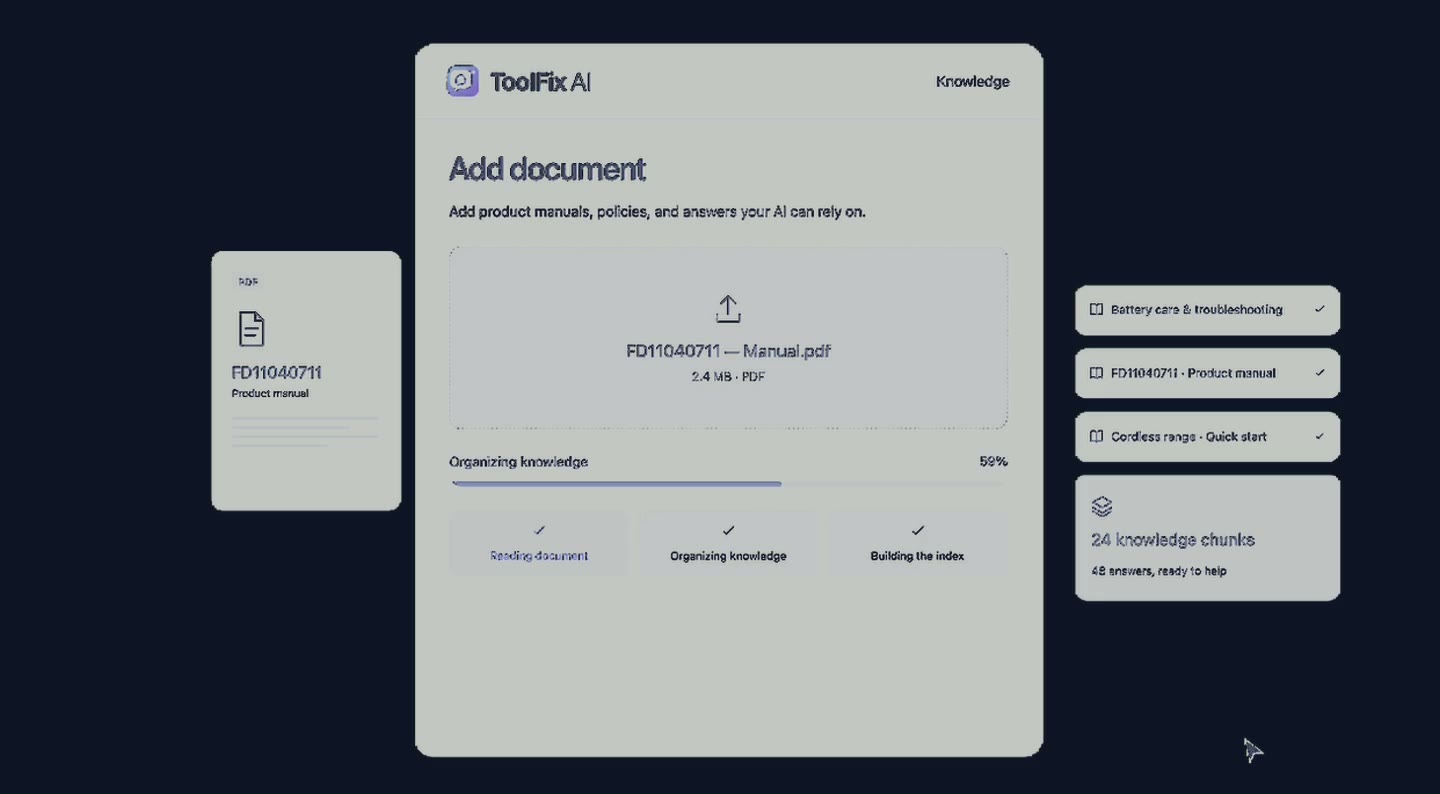 ToolFix AI
Knowledge
Add document
Add product manuals, policies, and answers your AI can rely on.
PDF
FD11040711
Product manual
FD11040711 — Manual.pdf
2.4 MB · PDF
Organizing knowledge
59%
Reading document
Organizing knowledge
Building the index
Battery care & troubleshooting
FD11040711 · Product manual
Cordless range · Quick start
24 knowledge chunks
48 answers, ready to help